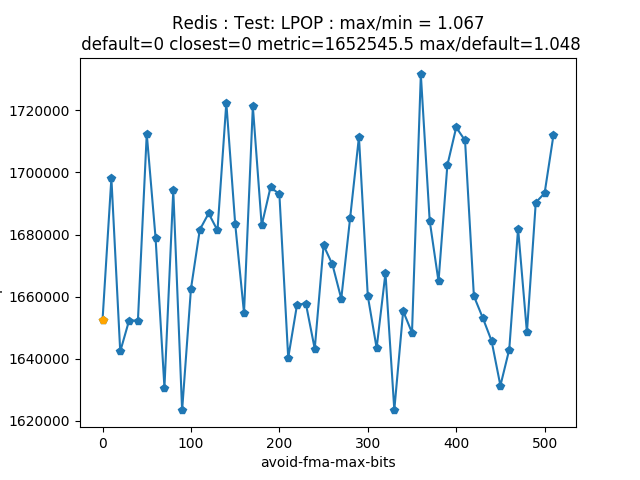 Redis : Test: LPOP : max/min = 1.067
default=0 closest=0 metric=1652545.5 max/default=1.048
1720000
1700000
1680000
1660000
1640000
1620000
0 100 200 300 400 500
avoid-fma-max-bits